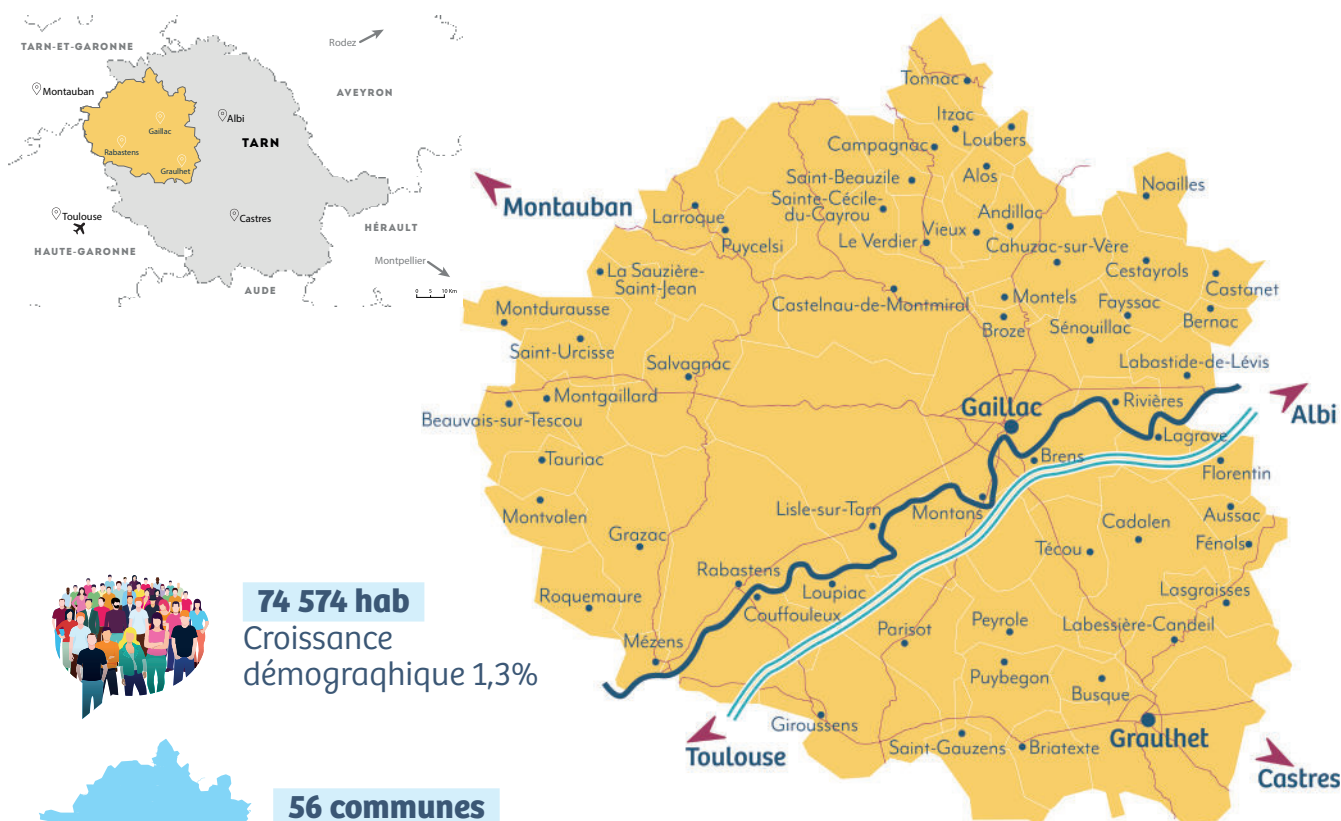 TARN-ET-GARONNE
Rodez
Montauban
AVEYRON
Gaillac
Albi
TARN
Rabastens
Graulhet
Toulouse
Castres
HÉRAULT
HAUTE-GARONNE
Montpellier
AUDE
0 5 10 Km
Tonnac
Itzac
Loubers
Campagnac
Saint-Beauzile
Alos
Noailles
Montauban
Larroque
Sainte-Cécile-
du-Cayrou
Andillac
Puycelsi
Le Verdier
Vieux
Cahuzac-sur-Vère
La Sauzière-
Saint-Jean
Cestayrols
Castanet
Castelnau-de-Montmiral
Montels
Fayssac
Montdurausse
Broze
Sénouillac
Bernac
Saint-Urcisse
Salvagnac
Labastide-de-Lévis
Montgaillard
Gaillac
Rivières
Albi
Beauvais-sur-Tescou
Lagrave
Tauriac
Brens
Florentin
Montvalen
Lisle-sur-Tarn
Montans
Cadalen
Aussac
Grazac
Técou
Fénols
Rabastens
Roquemaure
Loupiac
Lasgraisses
Couffouleux
Mézens
Parisot
Peyrole
Labessière-Candeil
Puybegon
Busque
Giroussens
Toulouse
Saint-Gauzens
Briatexte
Graulhet
Castres
74 574 hab
Croissance
démograqhique 1,3%
56 communes